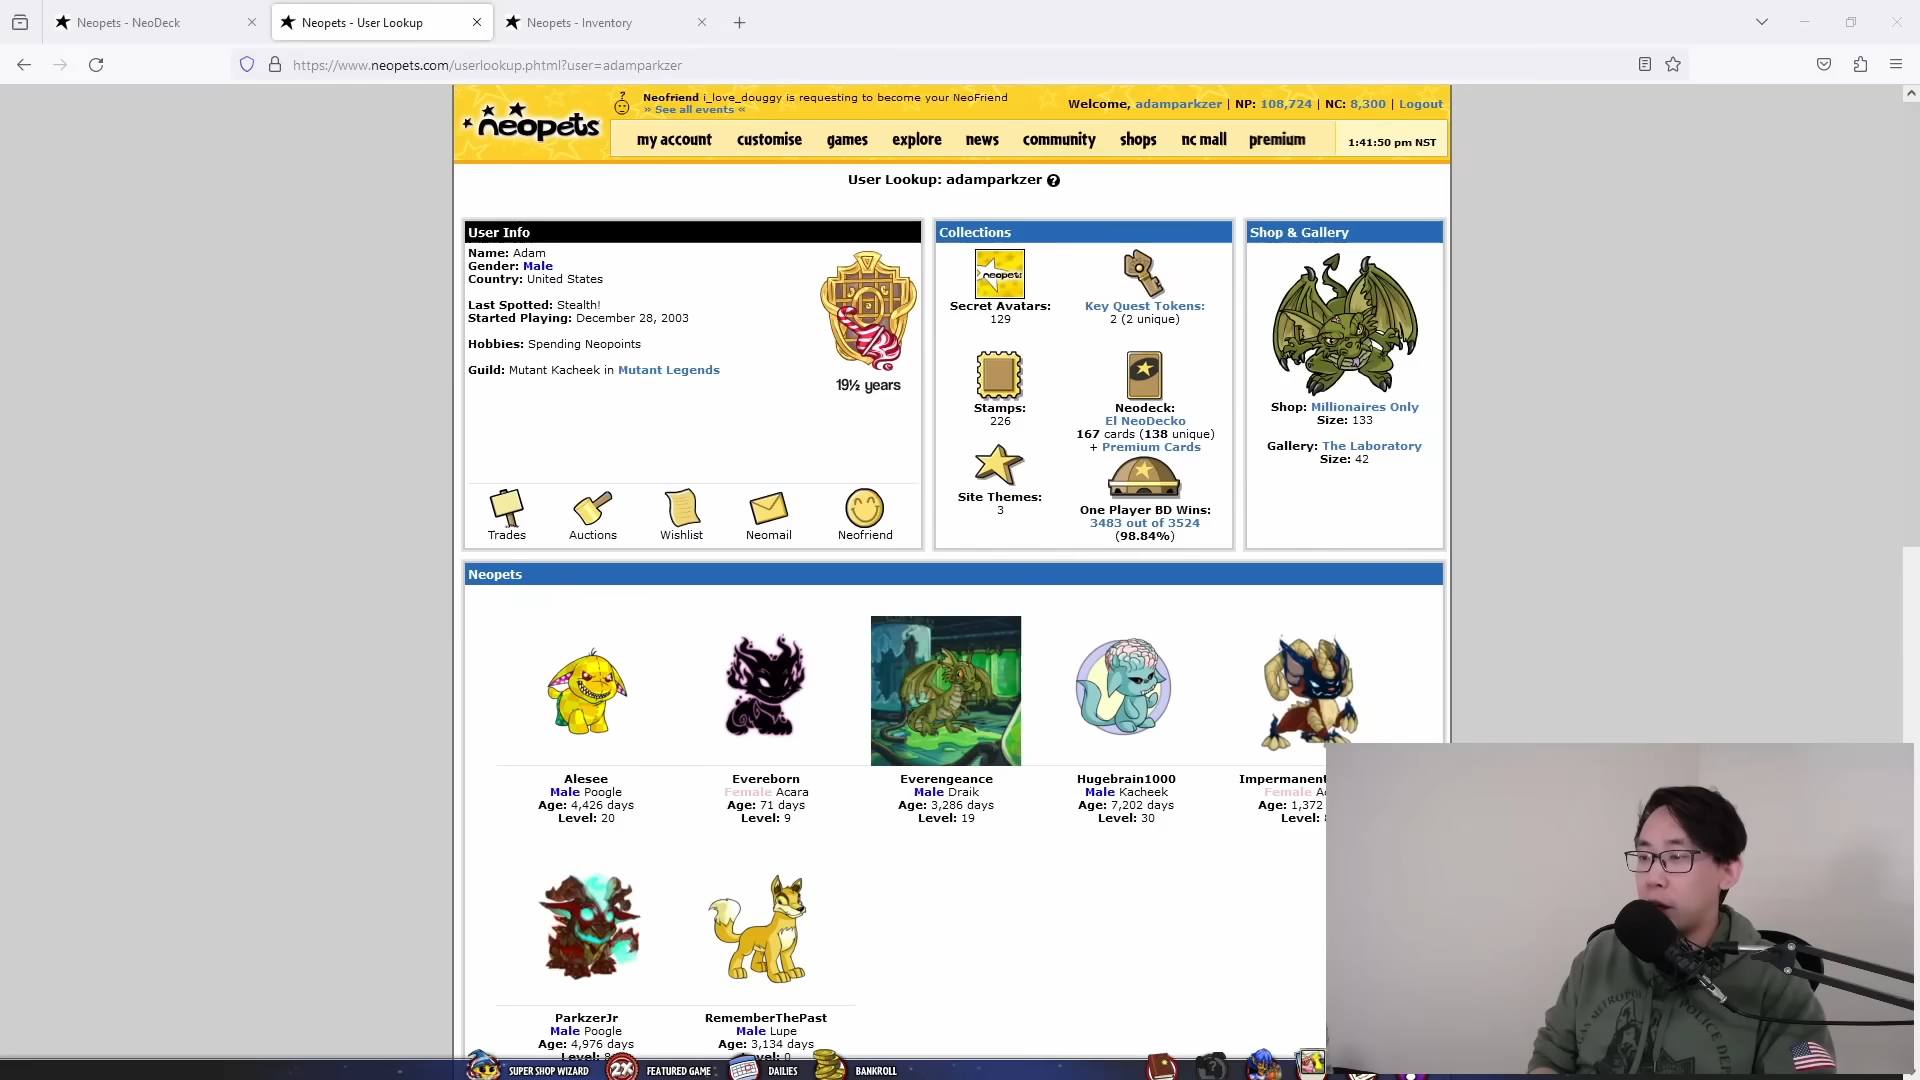 Neopets - NeoDeck
Neopets - User Lookup
Neopets - Inventory
https://www.neopets.com/userlookup.phtml?user=adamparkzer
neopets
Neofriend i_love_douggy is requesting to become your NeoFriend
» See all events «
Welcome, adamparkzer | NP: 108,724 | NC: 8,300 | Logout
my account customise games explore news community shops nc mall premium
1:41:50 pm NST
User Lookup: adamparkzer
User Info
Name: Adam
Gender: Male
Country: United States
Last Spotted: Stealth!
Started Playing: December 28, 2003
Hobbies: Spending Neopoints
Guild: Mutant Kacheek in Mutant Legends
19½ years
Trades
Auctions
Wishlist
Neomail
Neofriend
Collections
neopets
Secret Avatars:
129
Key Quest Tokens:
2 (2 unique)
Stamps:
226
Neodeck:
El NeoDecko
167 cards (138 unique)
+ Premium Cards
Site Themes:
3
One Player BD Wins:
3483 out of 3524
(98.84%)
Shop & Gallery
Shop: Millionaires Only
Size: 133
Gallery: The Laboratory
Size: 42
Neopets
Alesee
Male Poogle
Age: 4,426 days
Level: 20
Evereborn
Female Acara
Age: 71 days
Level: 9
Everengeance
Male Draik
Age: 3,286 days
Level: 19
Hugebrain1000
Male Kacheek
Age: 7,202 days
Level: 30
Impermanent
Female
Age: 1,372
Level:
ParkzerJr
Male Poogle
Age: 4,976 days
Level:
RememberThePast
Male Lupe
Age: 3,134 days
Level: 0
SUPER SHOP WIZARD
2X
FEATURED GAME
DAILIES
BANKROLL